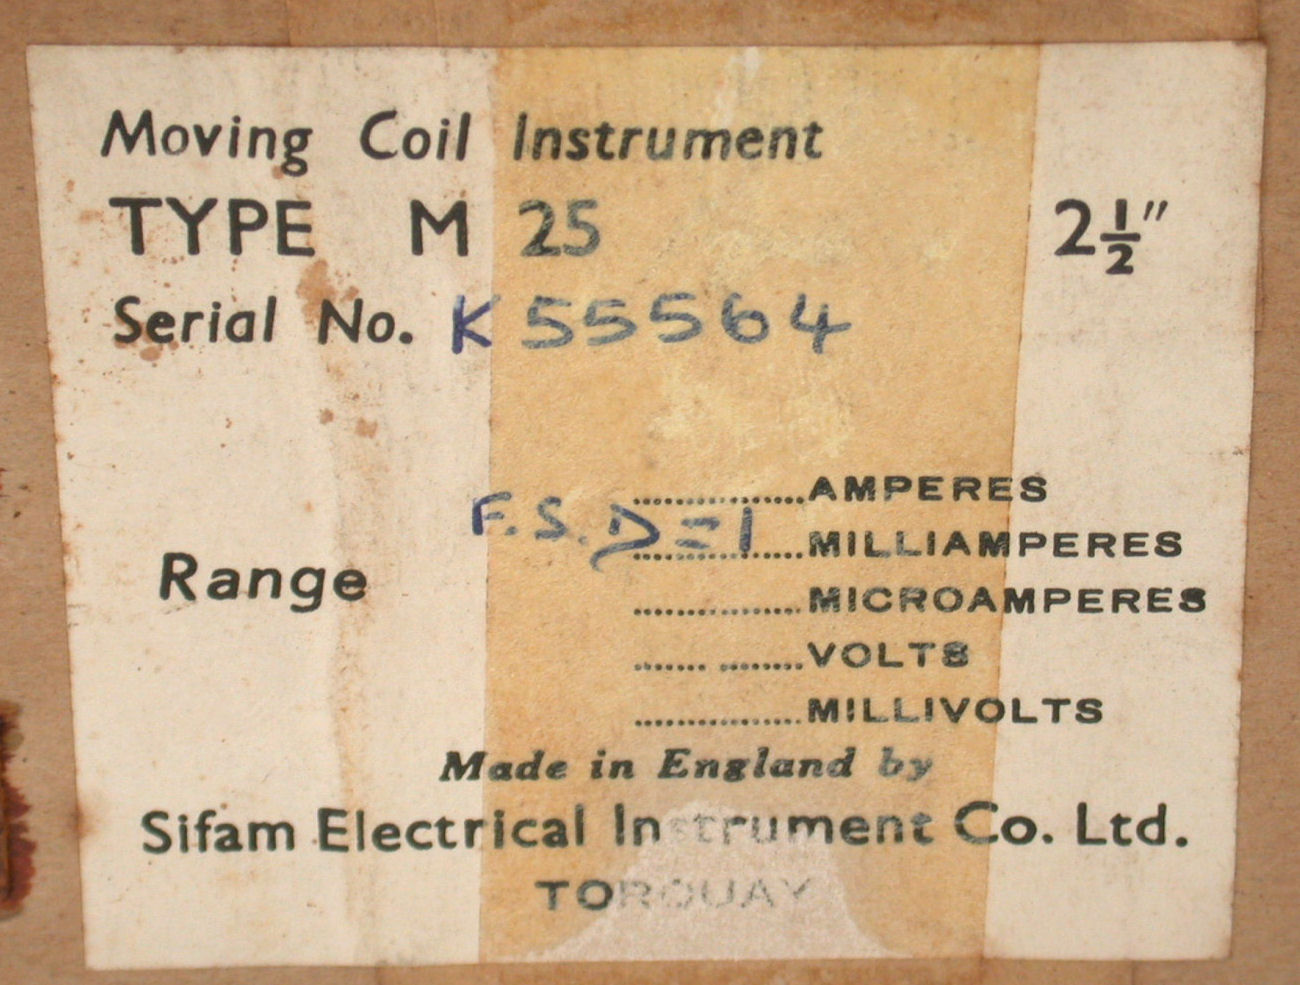 Moving Coil Instrument
TYPE M 25 2½"
Serial No. K 55564
...............AMPERES
F.S.D=1 ...............MILLIAMPERES
Range ...............MICROAMPERES
....... ........VOLTS
...............MILLIVOLTS
Made in England by
Sifam Electrical Instrument Co. Ltd.
TORQUAY